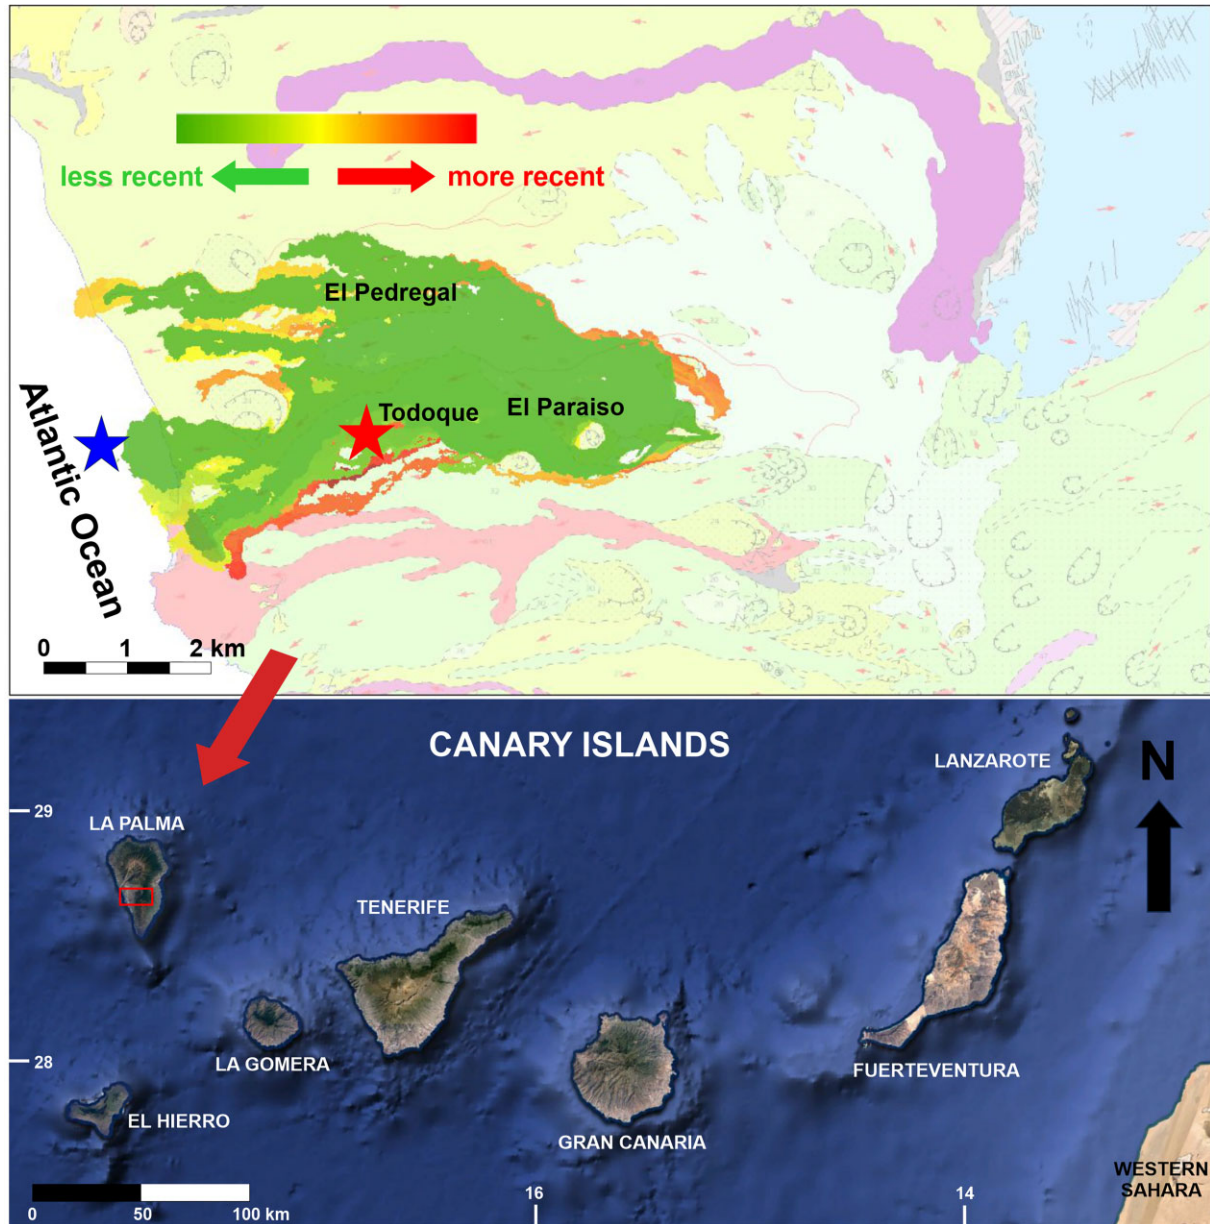 less recent
more recent
El Pedregal
Todoque
El Paraiso
Atlantic Ocean
0 1 2 km
CANARY ISLANDS
LANZAROTE
N
29
LA PALMA
TENERIFE
28
LA GOMERA
FUERTEVENTURA
EL HIERRO
GRAN CANARIA
WESTERN
SAHARA
16
14
0 50 100 km